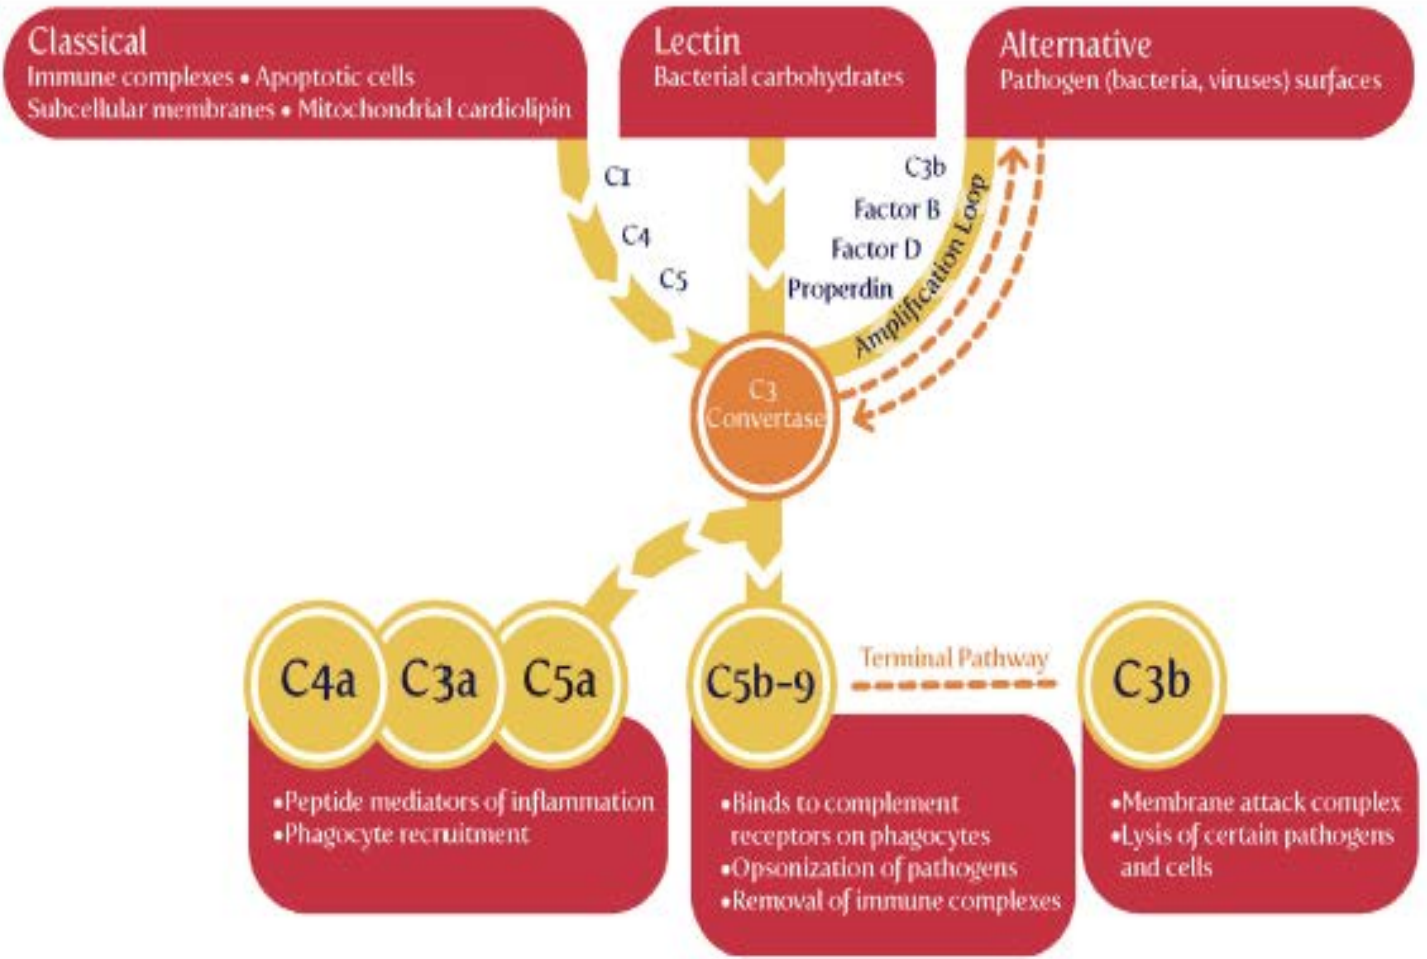 Classical
Immune complexes • Apoptotic cells
Subcellular membranes • Mitochondrial cardiolipin
Lectin
Bacterial carbohydrates
Alternative
Pathogen (bacteria, viruses) surfaces
C1
C4
C5
C3b
Factor B
Factor D
Properdin
Amplification Loop
C3
Convertase
C4a
C3a
C5a
•Peptide mediators of inflammation
•Phagocyte recruitment
C5b-9
•Binds to complement
receptors on phagocytes
•Opsonization of pathogens
•Removal of immune complexes
Terminal Pathway
C3b
•Membrane attack complex
•Lysis of certain pathogens
and cells